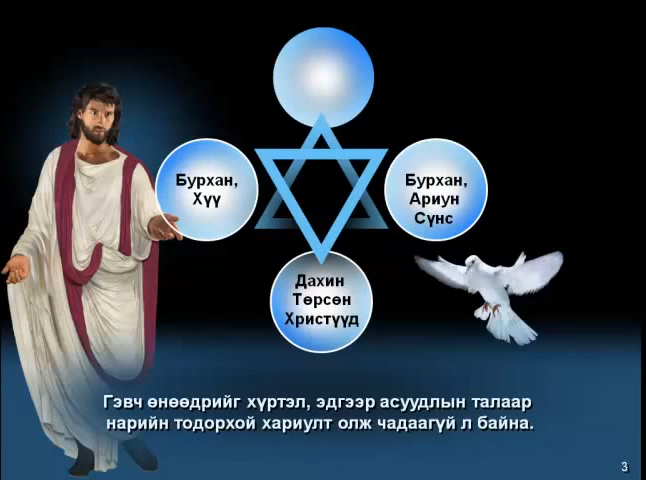 Бурхан,
Хүү
Бурхан,
Ариун
Сүнс
Дахин
Төрсөн
Христүүд
Гэвч өнөөдрийг хүртэл, эдгээр асуудлын талаар
нарийн тодорхой хариулт олж чадаагүй л байна.
3